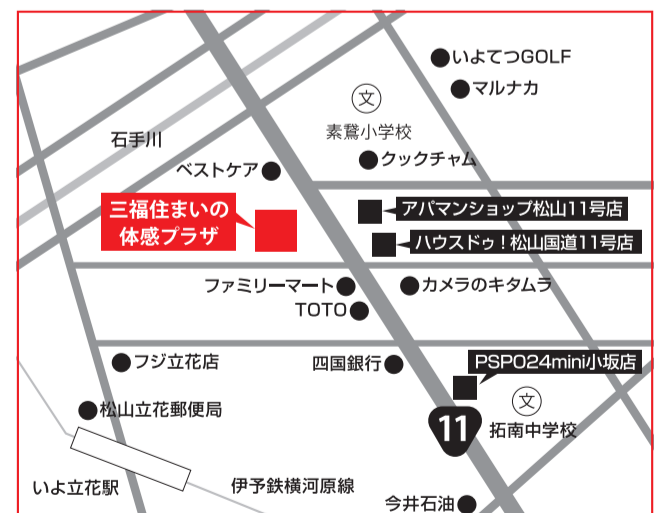 いよてつGOLF
マルナカ
文
素鵞小学校
石手川
クックチャム
ベストケア
三福住まいの
体感プラザ
アパマンショップ松山11号店
ハウスドゥ!松山国道11号店
ファミリーマート
カメラのキタムラ
TOTO
フジ立花店
四国銀行
PSPO24mini小坂店
文
松山立花郵便局
11
拓南中学校
いよ立花駅
伊予鉄横河原線
今井石油